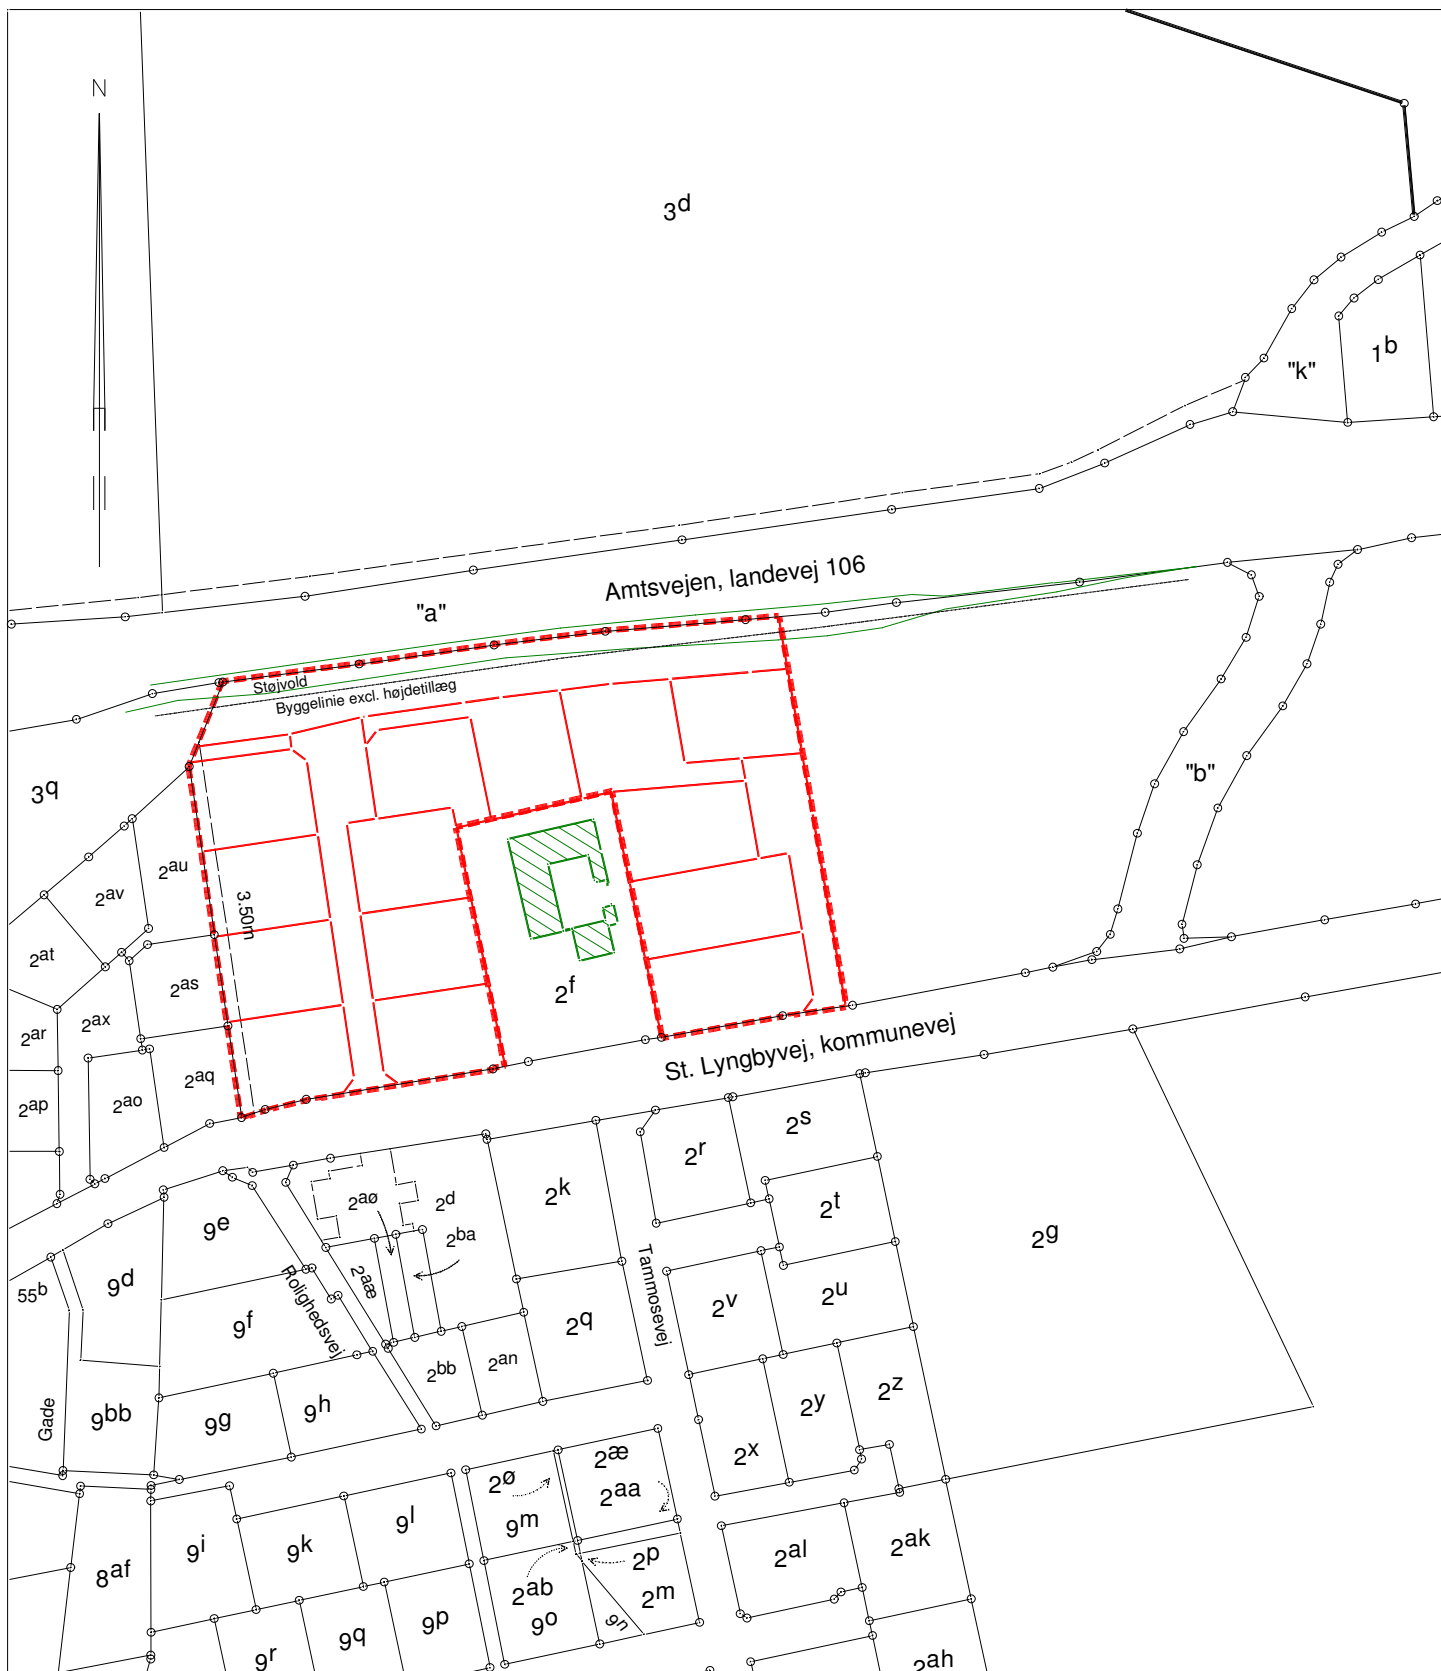 N
3d
"k"
1b
Amtsvejen, landevej 106
"a"
Støjvold
Byggelinie excl. højdetillæg
3q
"b"
2au
2av
3.50m
2at
2as
2f
2ax
2ar
St. Lyngbyvej, kommunevej
2aq
2ap
2ao
2s
2r
2k
2aø
2d
2t
9e
2ba
2g
Tammosevej
9d
2aæ
55b
2u
2v
Rolighedsvej
9f
2q
2bb
2an
2z
2y
9h
9g
9bb
Gade
2x
2æ
2ø
2aa
9l
9m
9i
9k
2al
2ak
2p
8af
2ab
2m
9o
9n
9p
9q
9r
2ah